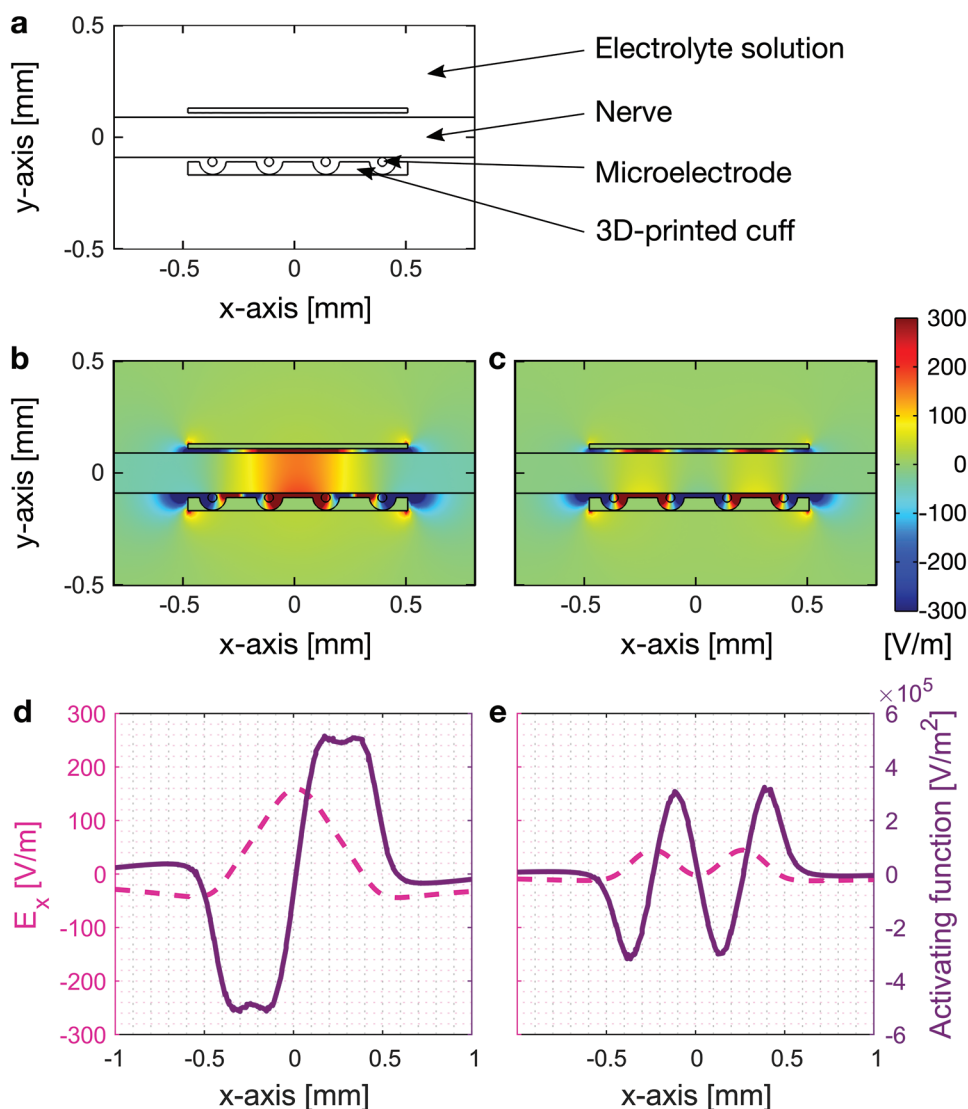 a
0.5
0
-0.5
y-axis [mm]
-0.5
0
0.5
x-axis [mm]
Electrolyte solution
Nerve
Microelectrode
3D-printed cuff
b
0.5
0
-0.5
y-axis [mm]
-0.5
0
0.5
x-axis [mm]
c
-0.5
0
0.5
x-axis [mm]
300
200
100
0
-100
-200
-300
[V/m]
d
300
200
100
0
-100
-200
-300
E_x [V/m]
-1
-0.5
0
0.5
1
x-axis [mm]
e
×10^5
6
4
2
0
-2
-4
-6
Activating function [V/m²]
-0.5
0
0.5
1
x-axis [mm]